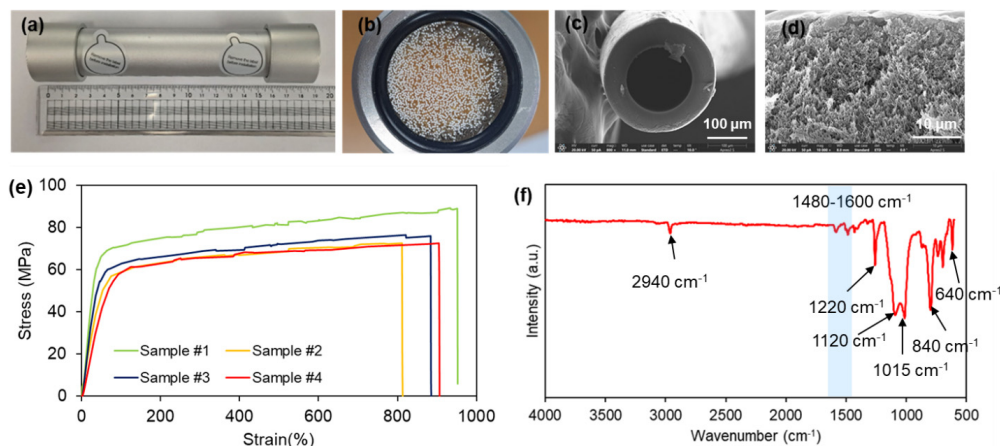 (a)
(b)
(c)
(d)
100 µm
10 µm
(e)
Stress (MPa)
100
80
60
40
20
0
Sample #1
Sample #2
Sample #3
Sample #4
0 200 400 600 800 1000
Strain(%)
(f)
Intensity (a.u.)
1480-1600 cm⁻¹
2940 cm⁻¹
1220 cm⁻¹
640 cm⁻¹
1120 cm⁻¹
840 cm⁻¹
1015 cm⁻¹
4000 3500 3000 2500 2000 1500 1000 500
Wavenumber (cm⁻¹)